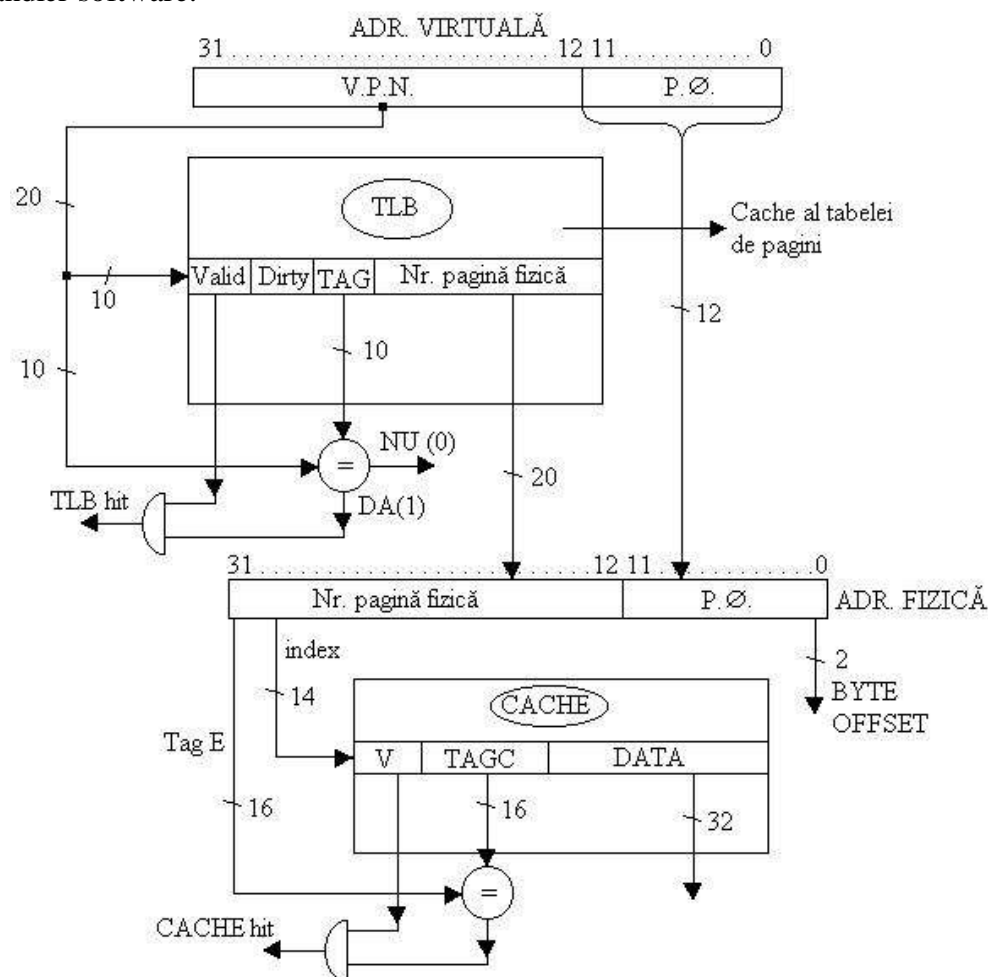 software.
ADR. VIRTUALĂ
31 . . . . . . . . . . . . . . . . . . . . . 12 11 . . . . . . . . . . 0
V.P.N.
P.Ø.
20
TLB
Cache al tabelei
de pagini
Valid
Dirty
TAG
Nr. pagină fizică
10
12
10
10
NU (0)
=
20
TLB hit
DA(1)
31 . . . . . . . . . . . . . . . . . . . . . 12 11 . . . . . . . . . . 0
Nr. pagină fizică
P.Ø.
ADR. FIZICĂ
index
2
14
BYTE
OFFSET
CACHE
Tag E
V
TAGC
DATA
16
16
32
=
CACHE hit